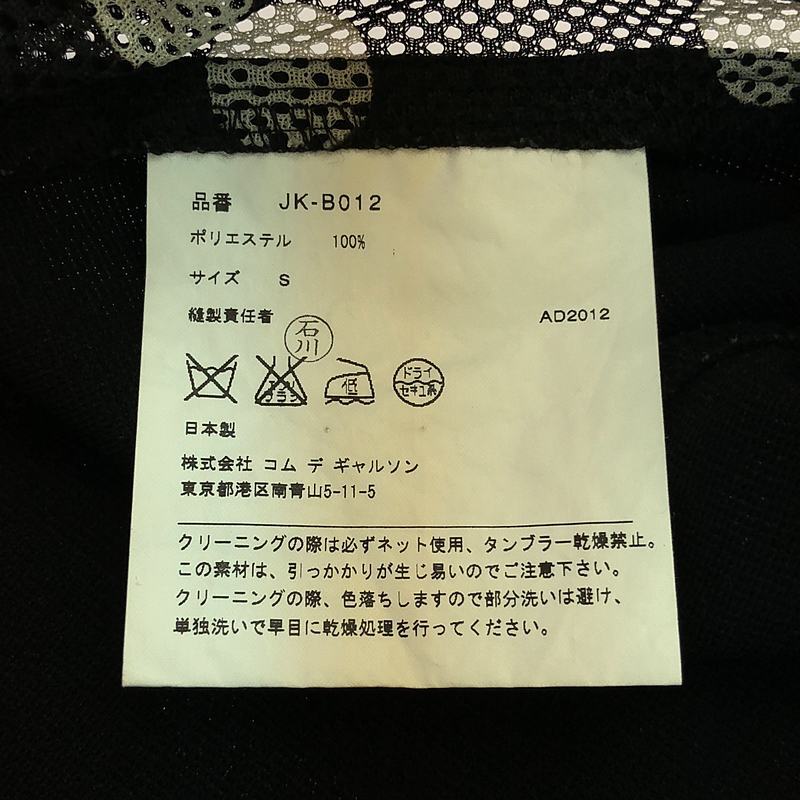 品番 JK-B012
ポリエステル 100%
サイズ S
縫製責任者 石川 AD2012
エンソ
サラシ 低 ドライ セキユ系
日本製
株式会社 コム デ ギャルソン
東京都港区南青山5-11-5
クリーニングの際は必ずネット使用、タンブラー乾燥禁止。
この素材は、引っかかりが生じ易いのでご注意下さい。
クリーニングの際、色落ちしますので部分洗いは避け、
単独洗いで早目に乾燥処理を行ってください。